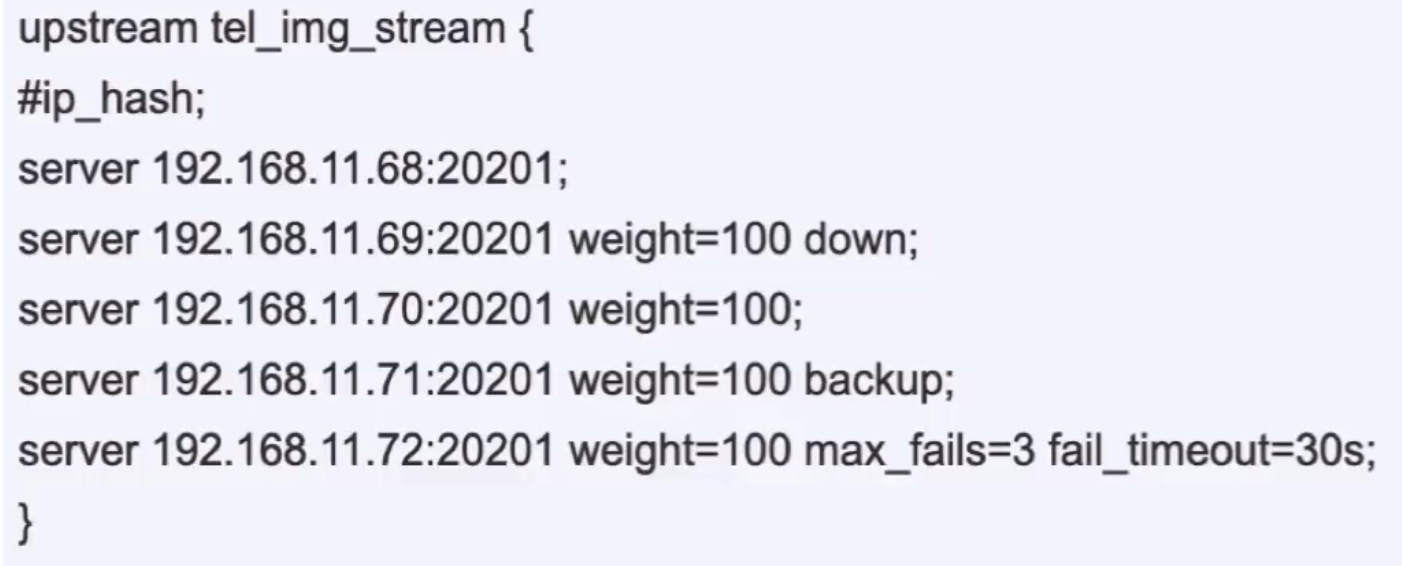 upstream tel_img_stream {
#ip_hash;
server 192.168.11.68:20201;
server 192.168.11.69:20201 weight=100 down;
server 192.168.11.70:20201 weight=100;
server 192.168.11.71:20201 weight=100 backup;
server 192.168.11.72:20201 weight=100 max_fails=3 fail_timeout=30s;
}